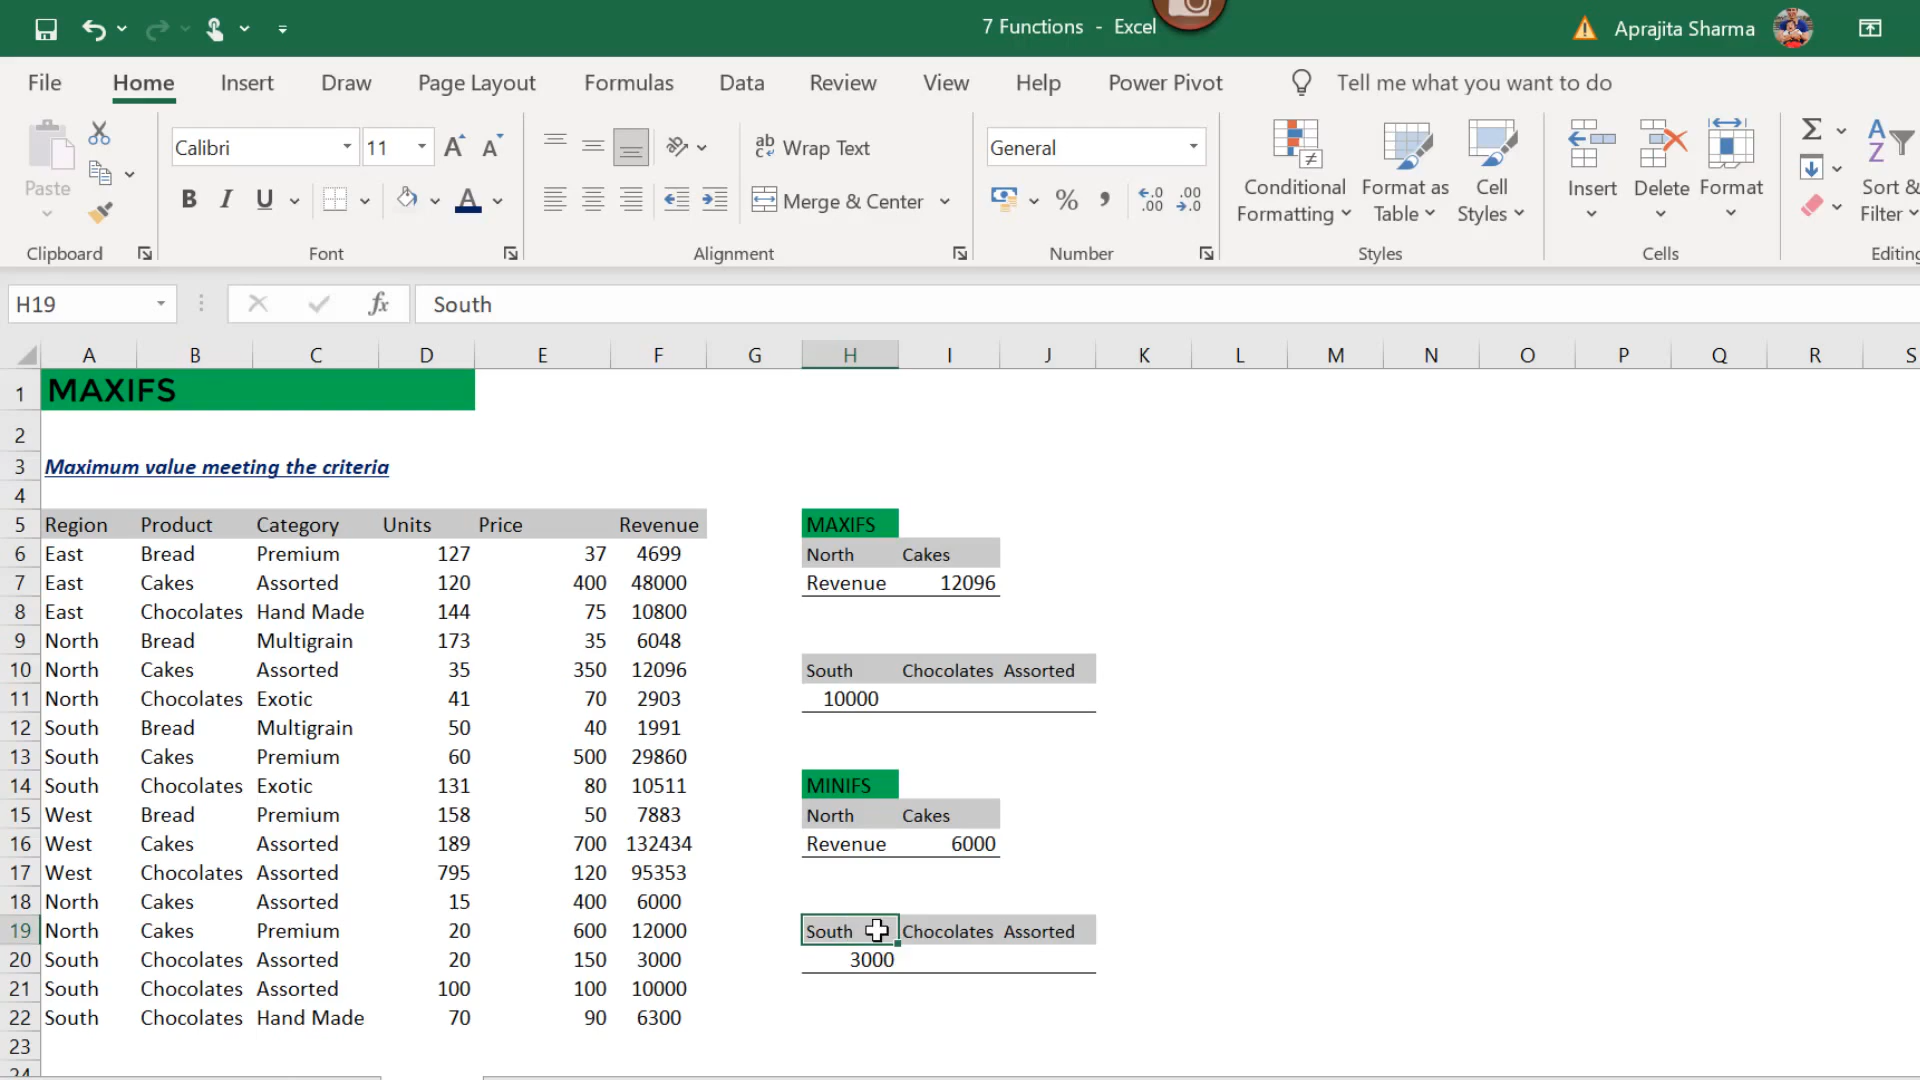 7 Functions - Excel
Aprajita Sharma
File Home Insert Draw Page Layout Formulas Data Review View Help Power Pivot Tell me what you want to do
Paste
Calibri 11
B I U A
ab Wrap Text
Merge & Center
General
% , .00 .00
Conditional Formatting
Format as Table
Cell Styles
Insert Delete Format
Sort &
Filter
Clipboard Font Alignment Number Styles Cells Editing
H19 fx South
A B C D E F G H I J K L M N O P Q R S
1 MAXIFS
2
3 Maximum value meeting the criteria
4
5 Region Product Category Units Price Revenue MAXIFS
6 East Bread Premium 127 37 4699 North Cakes
7 East Cakes Assorted 120 400 48000 Revenue 12096
8 East Chocolates Hand Made 144 75 10800
9 North Bread Multigrain 173 35 6048
10 North Cakes Assorted 35 350 12096 South Chocolates Assorted
11 North Chocolates Exotic 41 70 2903 10000
12 South Bread Multigrain 50 40 1991
13 South Cakes Premium 60 500 29860
14 South Chocolates Exotic 131 80 10511 MINIFS
15 West Bread Premium 158 50 7883 North Cakes
16 West Cakes Assorted 189 700 132434 Revenue 6000
17 West Chocolates Assorted 795 120 95353
18 North Cakes Assorted 15 400 6000
19 North Cakes Premium 20 600 12000 South Chocolates Assorted
20 South Chocolates Assorted 20 150 3000 3000
21 South Chocolates Assorted 100 100 10000
22 South Chocolates Hand Made 70 90 6300
23
24